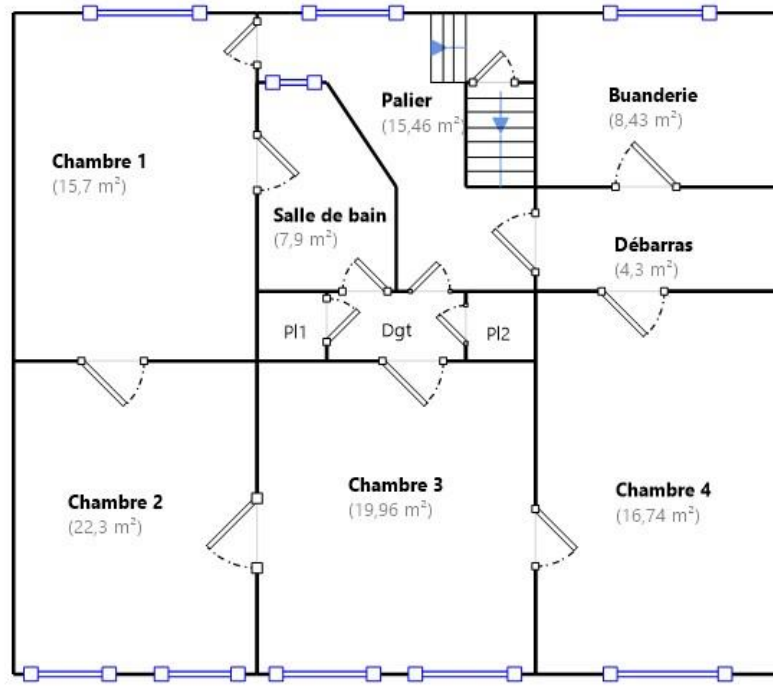 Palier
(15,46 m²)
Buanderie
(8,43 m²)
Chambre 1
(15,7 m²)
Salle de bain
(7,9 m²)
Débarras
(4,3 m²)
Pl1
Dgt
Pl2
Chambre 2
(22,3 m²)
Chambre 3
(19,96 m²)
Chambre 4
(16,74 m²)